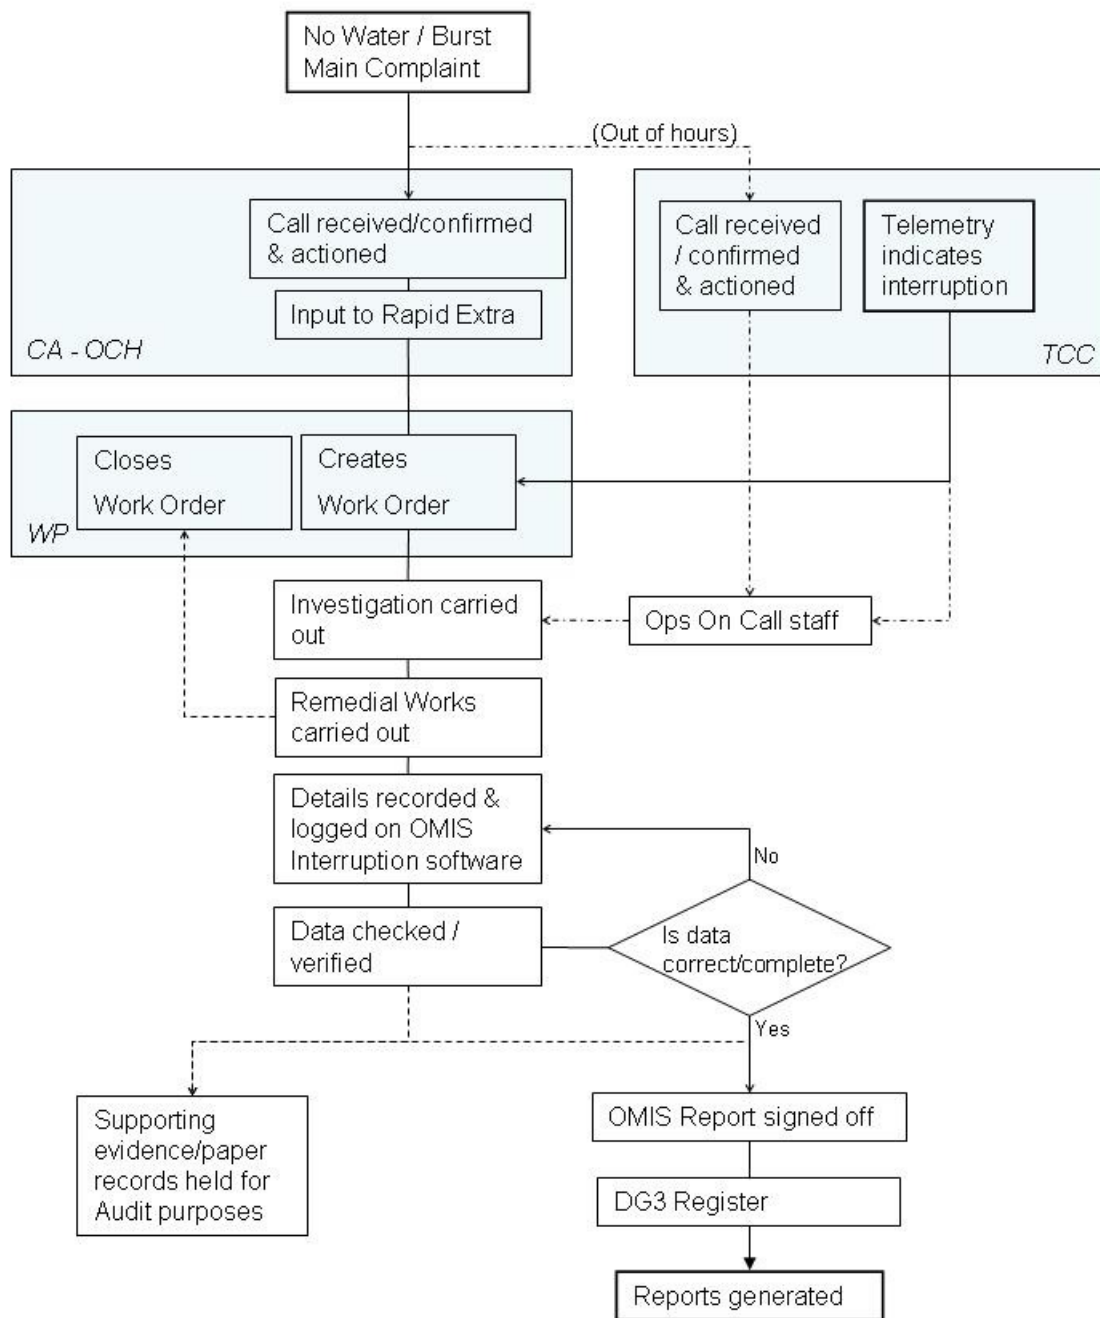 No Water / Burst
Main Complaint
(Out of hours)
Call received/confirmed
& actioned
Input to Rapid Extra
CA - OCH
Call received
/ confirmed
& actioned
Telemetry
indicates
interruption
TCC
Closes
Work Order
Creates
Work Order
WP
Investigation carried
out
Ops On Call staff
Remedial Works
carried out
Details recorded &
logged on OMIS
Interruption software
No
Data checked /
verified
Is data
correct/complete?
Yes
Supporting
evidence/paper
records held for
Audit purposes
OMIS Report signed off
DG3 Register
Reports generated